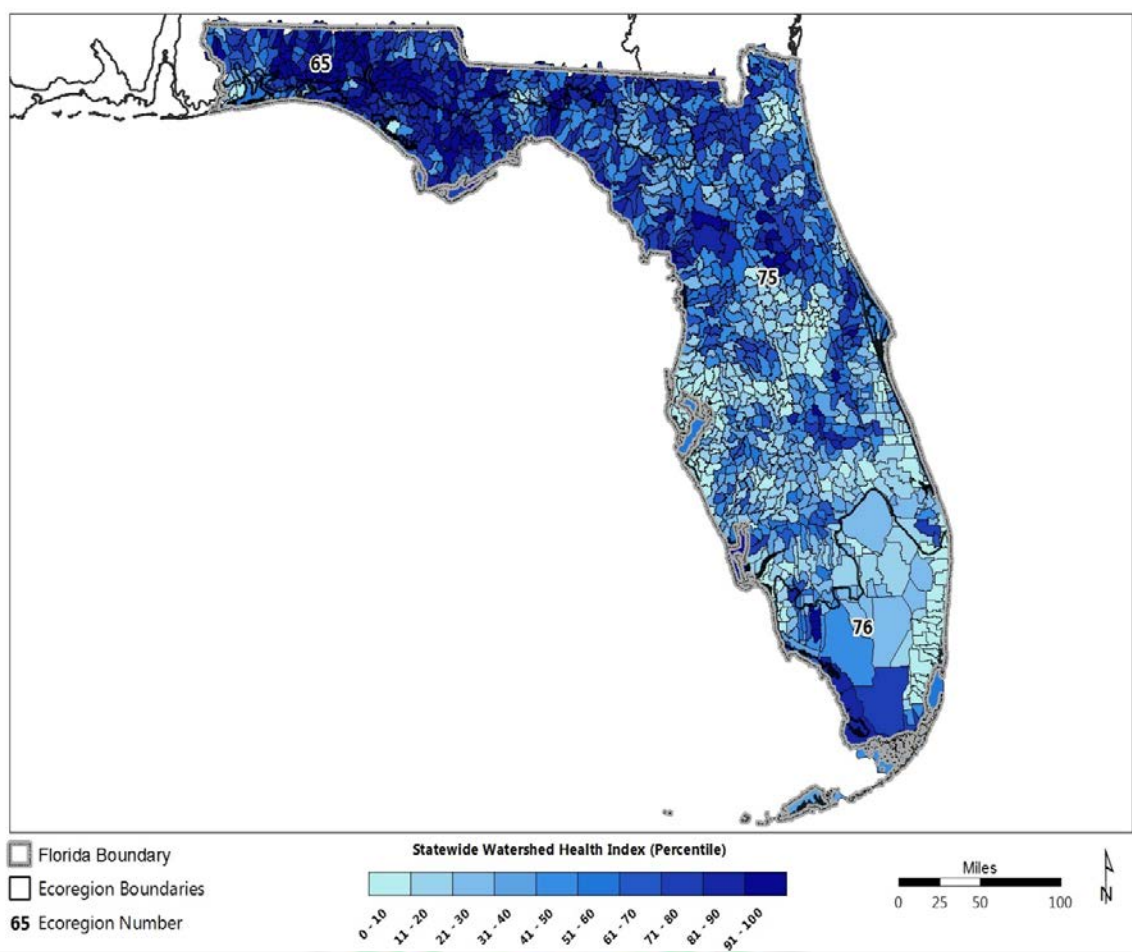 65
75
76
Florida Boundary
Ecoregion Boundaries
65 Ecoregion Number
Statewide Watershed Health Index (Percentile)
0 - 10
11 - 20
21 - 30
31 - 40
41 - 50
51 - 60
61 - 70
71 - 80
81 - 90
91 - 100
Miles
0 25 50 100
N